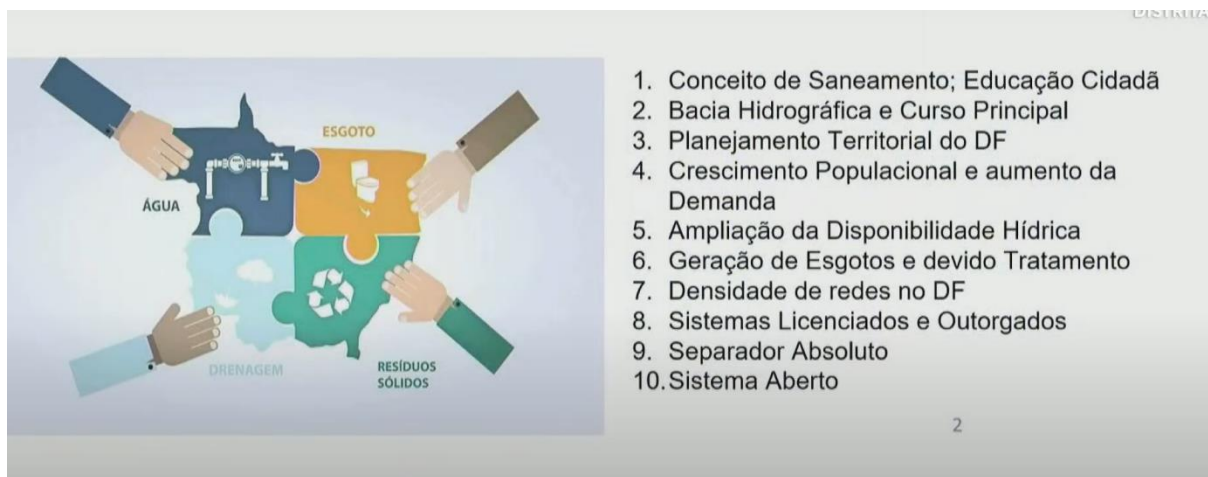 DISTRITA
ESGOTO
ÁGUA
DRENAGEM
RESÍDUOS
SÓLIDOS
1. Conceito de Saneamento; Educação Cidadã
2. Bacia Hidrográfica e Curso Principal
3. Planejamento Territorial do DF
4. Crescimento Populacional e aumento da
Demanda
5. Ampliação da Disponibilidade Hídrica
6. Geração de Esgotos e devido Tratamento
7. Densidade de redes no DF
8. Sistemas Licenciados e Outorgados
9. Separador Absoluto
10. Sistema Aberto
2